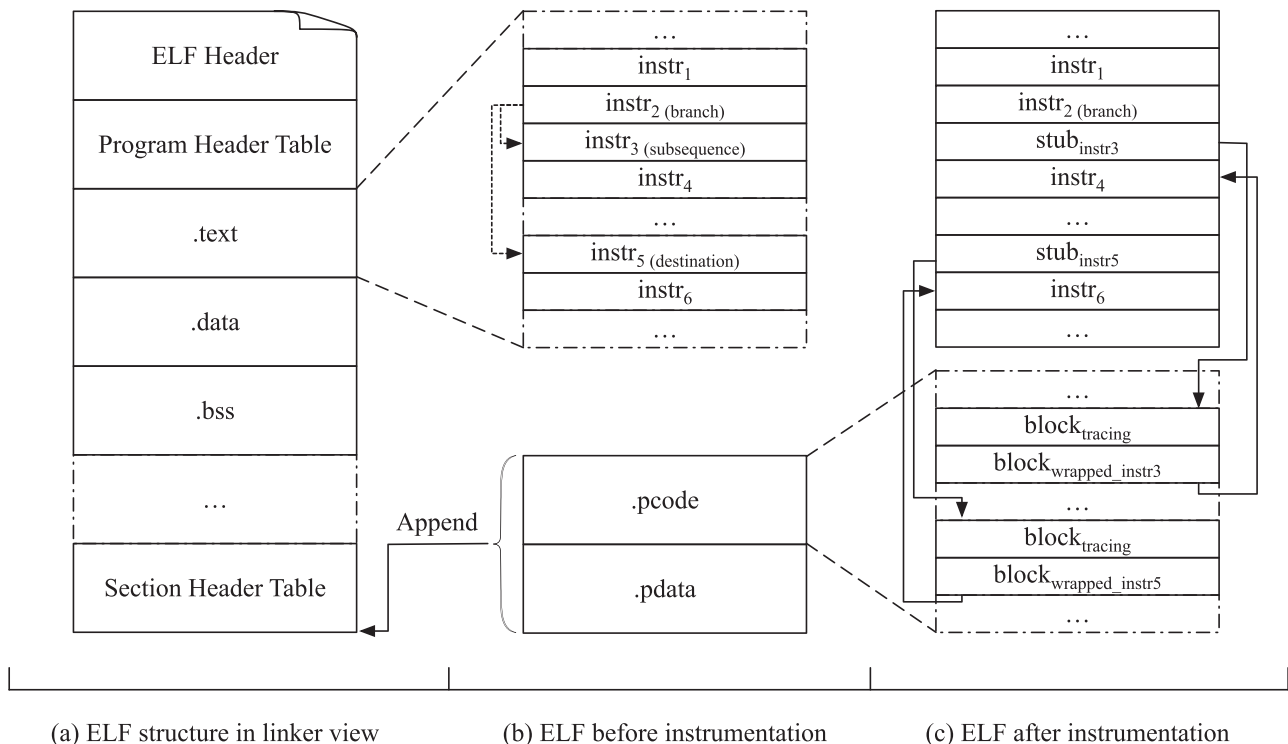 ELF Header
Program Header Table
.text
.data
.bss
...
Section Header Table
Append
...
instr1
instr2 (branch)
instr3 (subsequence)
instr4
...
instr5 (destination)
instr6
...
.pcode
.pdata
...
instr1
instr2 (branch)
stubinstr3
instr4
...
stubinstr5
instr6
...
...
blocktracing
blockwrapped_instr3
...
blocktracing
blockwrapped_instr5
...
(a) ELF structure in linker view
(b) ELF before instrumentation
(c) ELF after instrumentation